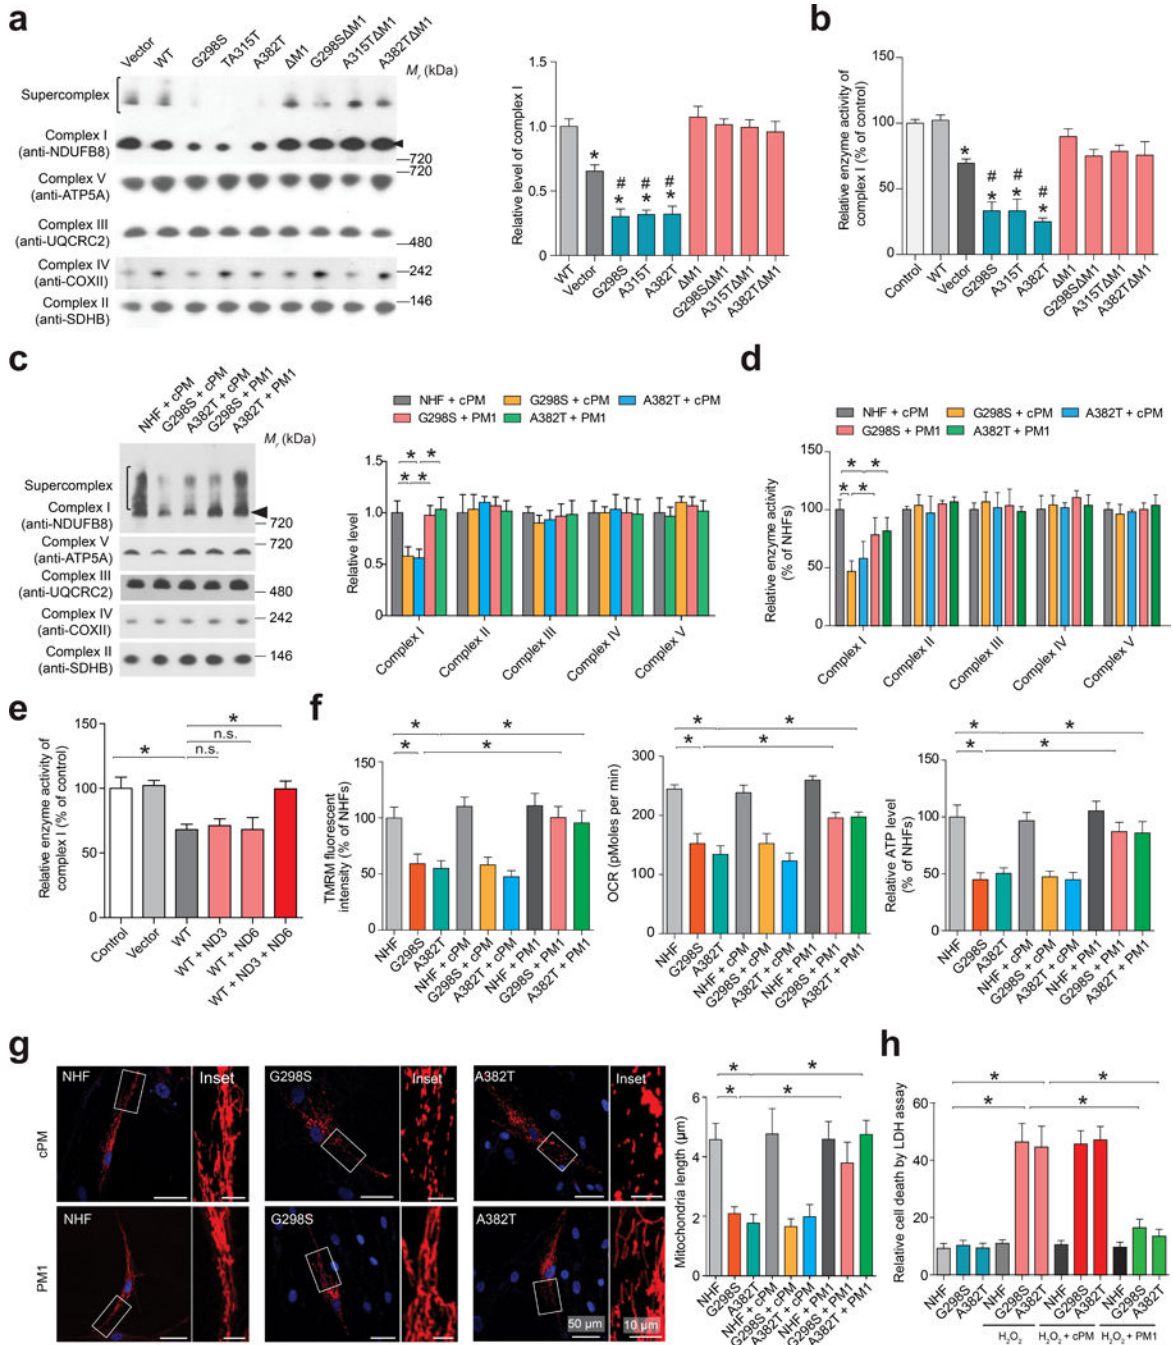 a
Vector
WT
G298S
TA315T
A382T
ΔM1
G298SΔM1
A315TΔM1
A382TΔM1
Mr (kDa)
Supercomplex
Complex I
(anti-NDUFB8)
720
Complex V
(anti-ATP5A)
720
Complex III
(anti-UQCRC2)
480
Complex IV
(anti-COXII)
242
Complex II
(anti-SDHB)
146
Relative level of complex I
1.5
1.0
0.5
0
*
# *
# *
# *
WT
Vector
G298S
A315T
A382T
ΔM1
G298SΔM1
A315TΔM1
A382TΔM1
b
Relative enzyme activity of
complex I (% of control)
150
100
50
0
*
# *
# *
# *
Control
WT
Vector
G298S
A315T
A382T
ΔM1
G298SΔM1
A315TΔM1
A382TΔM1
c
NHF + cPM
G298S + cPM
A382T + cPM
G298S + PM1
A382T + PM1
Mr (kDa)
Supercomplex
Complex I
(anti-NDUFB8)
720
Complex V
(anti-ATP5A)
720
Complex III
(anti-UQCRC2)
480
Complex IV
(anti-COXII)
242
Complex II
(anti-SDHB)
146
NHF + cPM
G298S + cPM
A382T + cPM
G298S + PM1
A382T + PM1
Relative level
1.5
1.0
0.5
0
* *
* *
Complex I
Complex II
Complex III
Complex IV
Complex V
d
NHF + cPM
G298S + cPM
A382T + cPM
G298S + PM1
A382T + PM1
Relative enzyme activity
(% of NHFs)
150
100
50
0
* *
* *
Complex I
Complex II
Complex III
Complex IV
Complex V
e
Relative enzyme activity of
complex I (% of control)
150
100
50
0
*
n.s.
* n.s.
Control
Vector
WT
WT + ND3
WT + ND6
WT + ND3 + ND6
f
TMRM fluorescent
intensity (% of NHFs)
150
100
50
0
* *
* *
NHF
G298S
A382T
NHF + cPM
G298S + cPM
A382T + cPM
NHF + PM1
G298S + PM1
A382T + PM1
OCR (pMoles per min)
300
200
100
0
* *
* *
NHF
G298S
A382T
NHF + cPM
G298S + cPM
A382T + cPM
NHF + PM1
G298S + PM1
A382T + PM1
Relative ATP level
(% of NHFs)
150
100
50
0
* *
* *
NHF
G298S
A382T
NHF + cPM
G298S + cPM
A382T + cPM
NHF + PM1
G298S + PM1
A382T + PM1
g
cPM
NHF
Inset
G298S
Inset
A382T
Inset
PM1
NHF
G298S
A382T
50 μm
10 μm
Mitochondria length (μm)
6
4
2
0
* *
* *
NHF
G298S
A382T
NHF + cPM
G298S + cPM
A382T + cPM
NHF + PM1
G298S + PM1
A382T + PM1
h
Relative cell death by LDH assay
60
40
20
0
* *
* *
NHF
G298S
A382T
NHF
G298S
A382T
NHF
G298S
A382T
NHF
G298S
A382T
H2O2
H2O2 + cPM
H2O2 + PM1